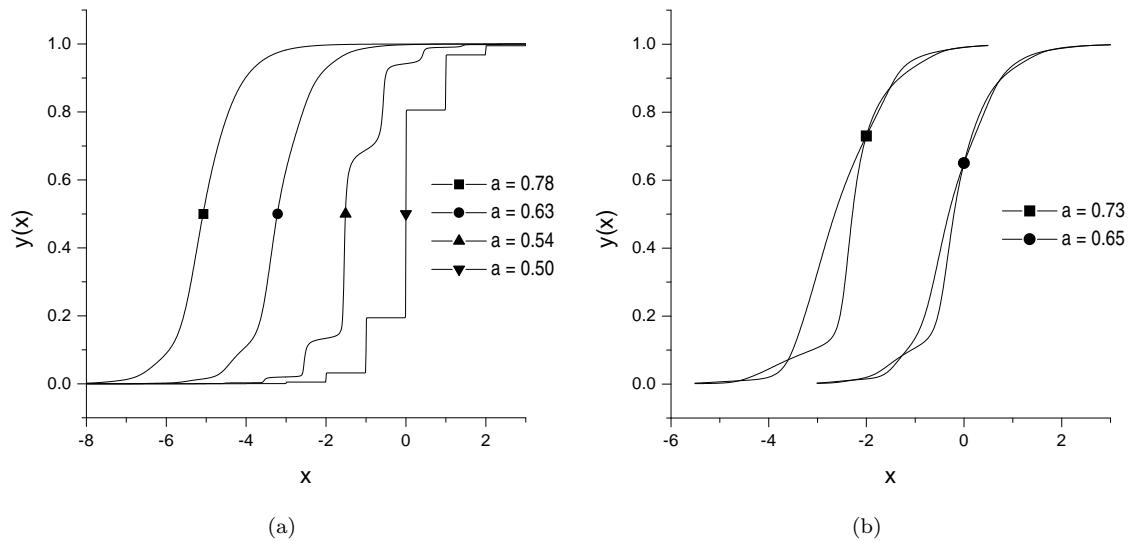 1.0
0.8
0.6
0.4
0.2
0.0
y(x)
-8 -6 -4 -2 0 2
x
a = 0.78
a = 0.63
a = 0.54
a = 0.50
(a)
1.0
0.8
0.6
0.4
0.2
0.0
y(x)
-6 -4 -2 0 2
x
a = 0.73
a = 0.65
(b)